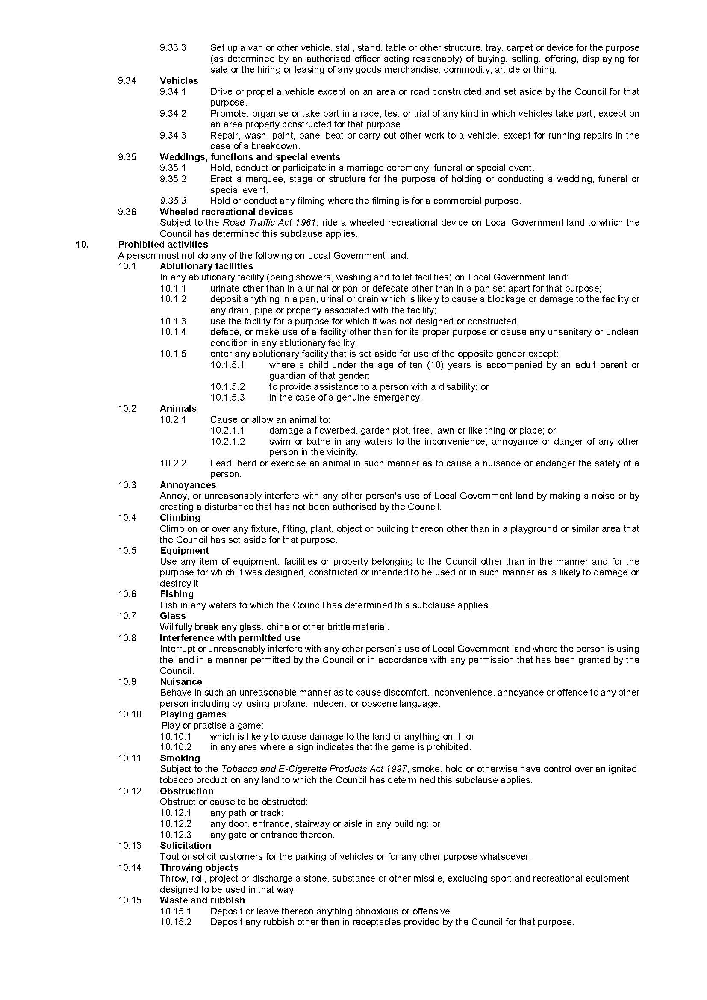 9.33.3 Set up a van or other vehicle, stall, stand, table or other structure, tray, carpet or device for the purpose
(as determined by an authorised officer acting reasonably) of buying, selling, offering, displaying for
sale or the hiring or leasing of any goods merchandise, commodity, article or thing.
9.34 Vehicles
9.34.1 Drive or propel a vehicle except on an area or road constructed and set aside by the Council for that
purpose.
9.34.2 Promote, organise or take part in a race, test or trial of any kind in which vehicles take part, except on
an area properly constructed for that purpose.
9.34.3 Repair, wash, paint, panel beat or carry out other work to a vehicle, except for running repairs in the
case of a breakdown.
9.35 Weddings, functions and special events
9.35.1 Hold, conduct or participate in a marriage ceremony, funeral or special event.
9.35.2 Erect a marquee, stage or structure for the purpose of holding or conducting a wedding, funeral or
special event.
9.35.3 Hold or conduct any filming where the filming is for a commercial purpose.
9.36 Wheeled recreational devices
Subject to the Road Traffic Act 1961, ride a wheeled recreational device on Local Government land to which the
Council has determined this subclause applies.
10. Prohibited activities
A person must not do any of the following on Local Government land.
10.1 Ablutionary facilities
In any ablutionary facility (being showers, washing and toilet facilities) on Local Government land:
10.1.1 urinate other than in a urinal or pan or defecate other than in a pan set apart for that purpose;
10.1.2 deposit anything in a pan, urinal or drain which is likely to cause a blockage or damage to the facility or
any drain, pipe or property associated with the facility;
10.1.3 use the facility for a purpose for which it was not designed or constructed;
10.1.4 deface, or make use of a facility other than for its proper purpose or cause any unsanitary or unclean
condition in any ablutionary facility;
10.1.5 enter any ablutionary facility that is set aside for use of the opposite gender except:
10.1.5.1 where a child under the age of ten (10) years is accompanied by an adult parent or
guardian of that gender;
10.1.5.2 to provide assistance to a person with a disability; or
10.1.5.3 in the case of a genuine emergency.
10.2 Animals
10.2.1 Cause or allow an animal to:
10.2.1.1 damage a flowerbed, garden plot, tree, lawn or like thing or place; or
10.2.1.2 swim or bathe in any waters to the inconvenience, annoyance or danger of any other
person in the vicinity.
10.2.2 Lead, herd or exercise an animal in such manner as to cause a nuisance or endanger the safety of a
person.
10.3 Annoyances
Annoy, or unreasonably interfere with any other person's use of Local Government land by making a noise or by
creating a disturbance that has not been authorised by the Council.
10.4 Climbing
Climb on or over any fixture, fitting, plant, object or building thereon other than in a playground or similar area that
the Council has set aside for that purpose.
10.5 Equipment
Use any item of equipment, facilities or property belonging to the Council other than in the manner and for the
purpose for which it was designed, constructed or intended to be used or in such manner as is likely to damage or
destroy it.
10.6 Fishing
Fish in any waters to which the Council has determined this subclause applies.
10.7 Glass
Willfully break any glass, china or other brittle material.
10.8 Interference with permitted use
Interrupt or unreasonably interfere with any other person’s use of Local Government land where the person is using
the land in a manner permitted by the Council or in accordance with any permission that has been granted by the
Council.
10.9 Nuisance
Behave in such an unreasonable manner as to cause discomfort, inconvenience, annoyance or offence to any other
person including by using profane, indecent or obscene language.
10.10 Playing games
Play or practise a game:
10.10.1 which is likely to cause damage to the land or anything on it; or
10.10.2 in any area where a sign indicates that the game is prohibited.
10.11 Smoking
Subject to the Tobacco and E-Cigarette Products Act 1997, smoke, hold or otherwise have control over an ignited
tobacco product on any land to which the Council has determined this subclause applies.
10.12 Obstruction
Obstruct or cause to be obstructed:
10.12.1 any path or track;
10.12.2 any door, entrance, stairway or aisle in any building; or
10.12.3 any gate or entrance thereon.
10.13 Solicitation
Tout or solicit customers for the parking of vehicles or for any other purpose whatsoever.
10.14 Throwing objects
Throw, roll, project or discharge a stone, substance or other missile, excluding sport and recreational equipment
designed to be used in that way.
10.15 Waste and rubbish
10.15.1 Deposit or leave thereon anything obnoxious or offensive.
10.15.2 Deposit any rubbish other than in receptacles provided by the Council for that purpose.